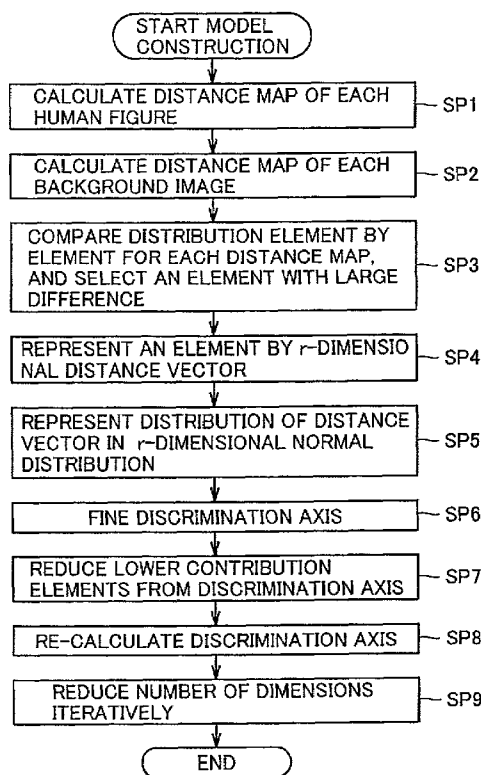 START MODEL
CONSTRUCTION
CALCULATE DISTANCE MAP OF EACH
HUMAN FIGURE
SP1
CALCULATE DISTANCE MAP OF EACH
BACKGROUND IMAGE
SP2
COMPARE DISTRIBUTION ELEMENT BY
ELEMENT FOR EACH DISTANCE MAP,
AND SELECT AN ELEMENT WITH LARGE
DIFFERENCE
SP3
REPRESENT AN ELEMENT BY r-DIMENSIO
NAL DISTANCE VECTOR
SP4
REPRESENT DISTRIBUTION OF DISTANCE
VECTOR IN r-DIMENSIONAL NORMAL
DISTRIBUTION
SP5
FINE DISCRIMINATION AXIS
SP6
REDUCE LOWER CONTRIBUTION
ELEMENTS FROM DISCRIMINATION AXIS
SP7
RE-CALCULATE DISCRIMINATION AXIS
SP8
REDUCE NUMBER OF DIMENSIONS
ITERATIVELY
SP9
END